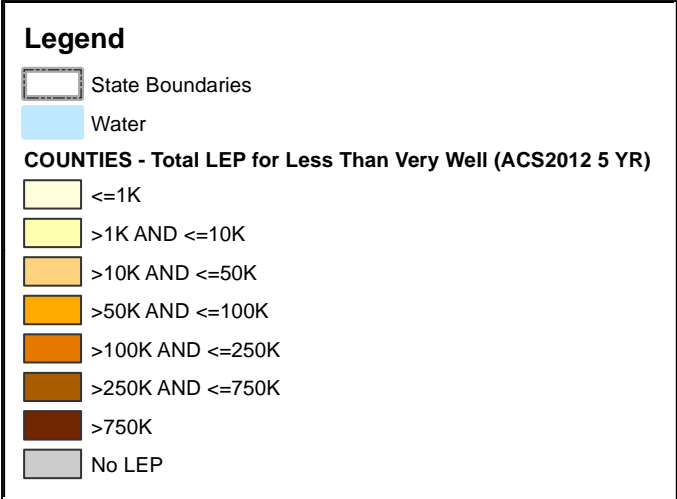 Legend
State Boundaries
Water
COUNTIES - Total LEP for Less Than Very Well (ACS2012 5 YR)
<=1K
>1K AND <=10K
>10K AND <=50K
>50K AND <=100K
>100K AND <=250K
>250K AND <=750K
>750K
No LEP